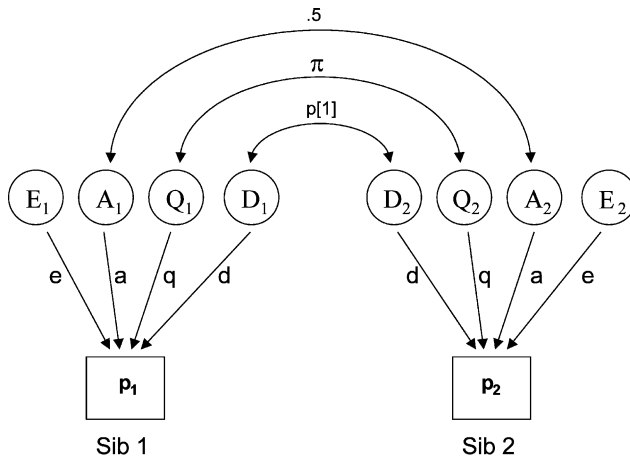 .5
π
p[1]
E₁ A₁ Q₁ D₁ D₂ Q₂ A₂ E₂
e a q d d q a e
p₁ p₂
Sib 1 Sib 2